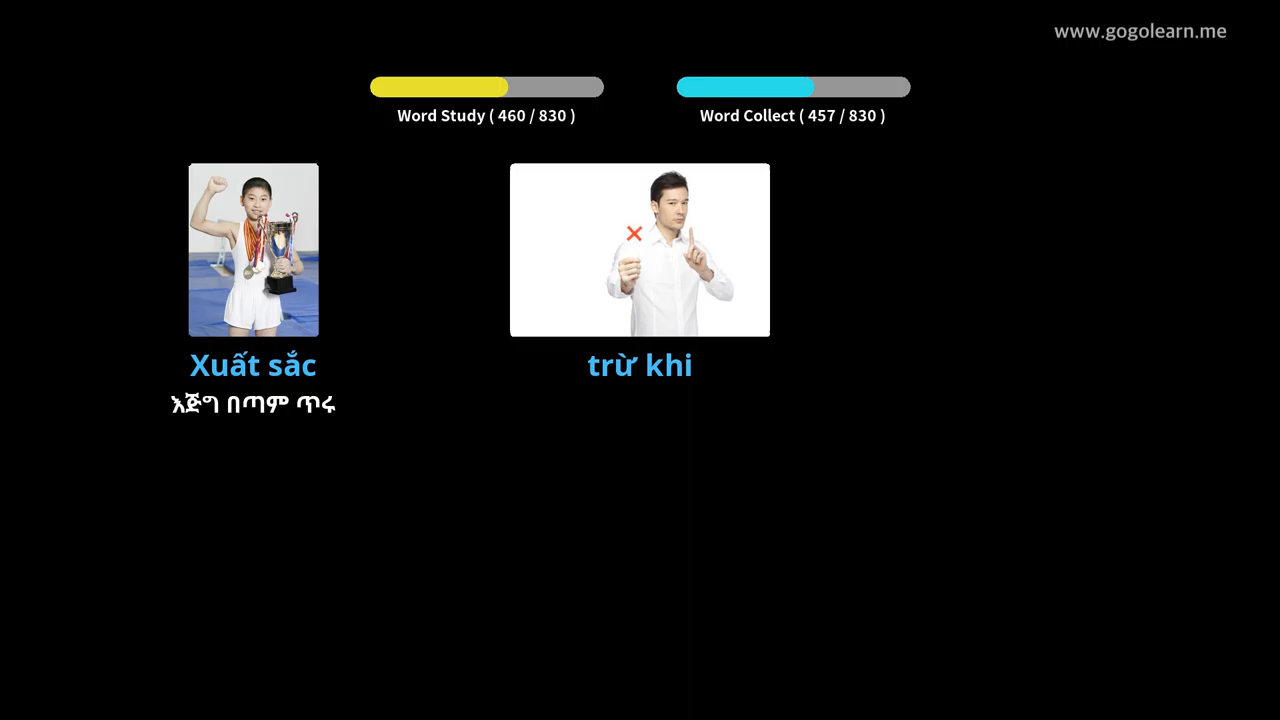 www.gogolearn.me
Word Study ( 460 / 830 )
Word Collect ( 457 / 830 )
Xuất sắc
trừ khi
እጅግ በጣም ጥሩ